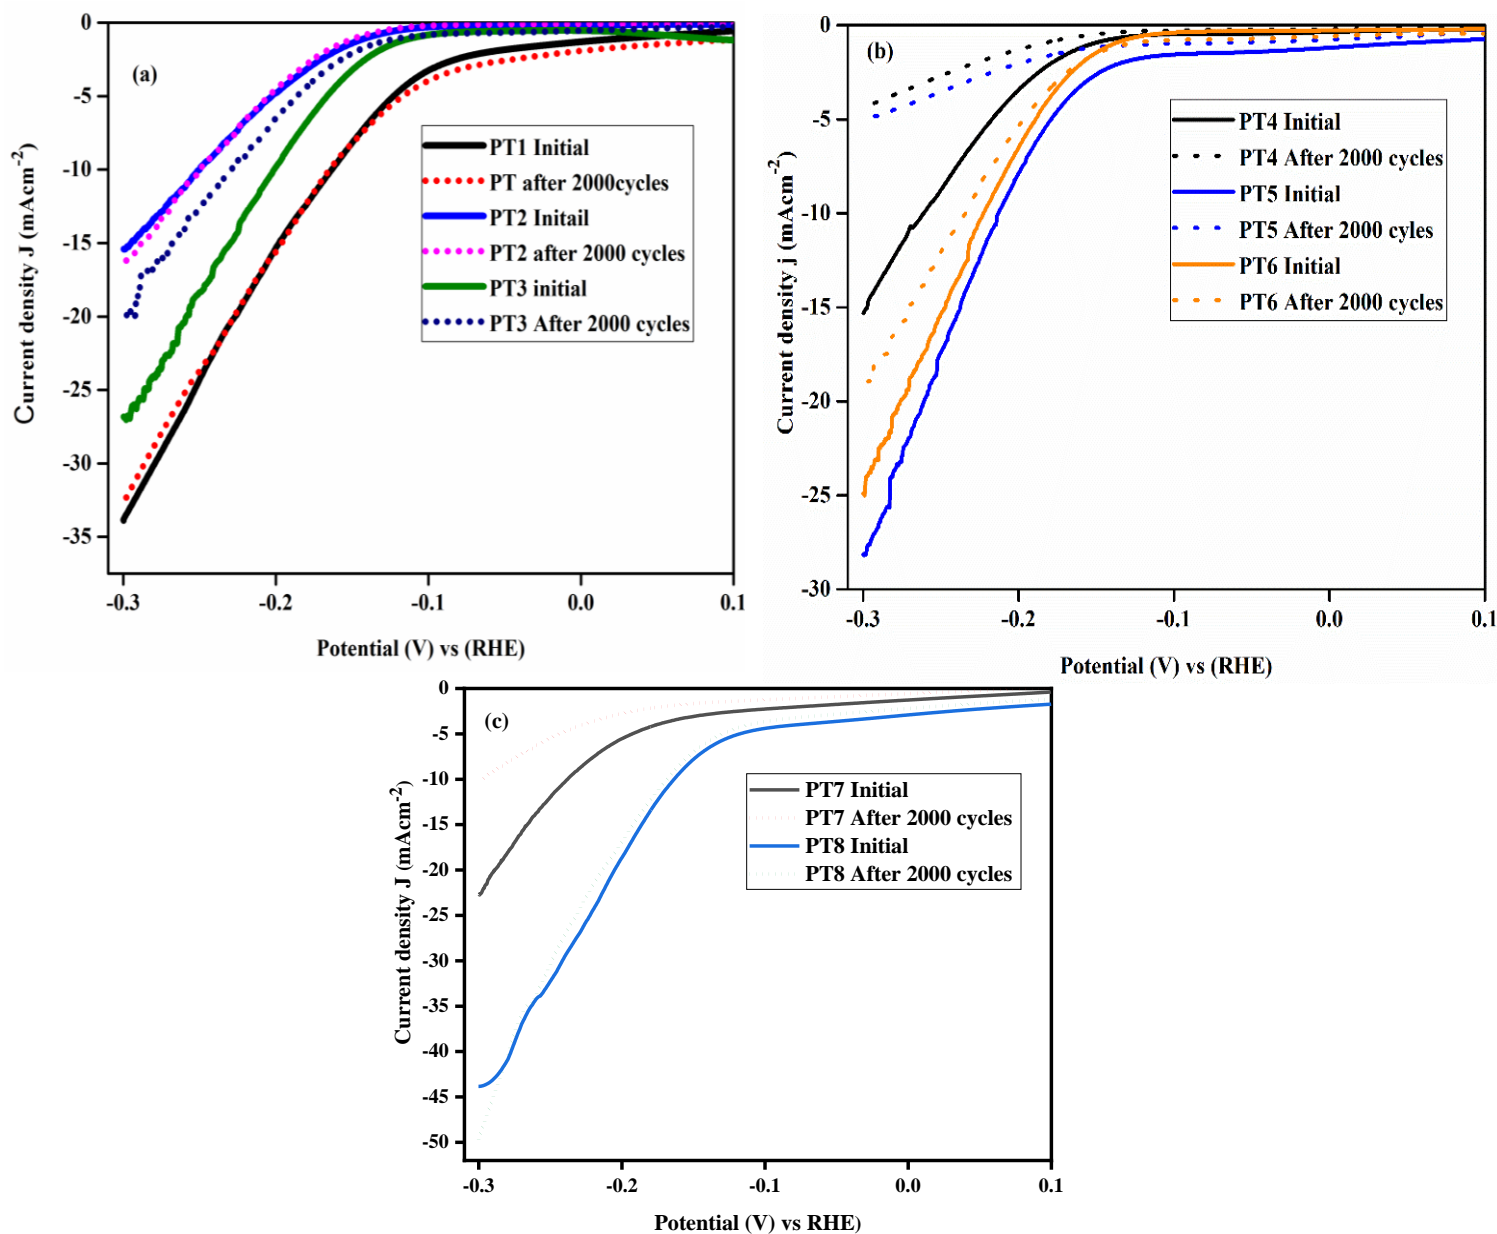 (a)
0
-5
-10
-15
-20
-25
-30
-35
Current density J (mAcm-2)
PT1 Initial
PT after 2000cycles
PT2 Initail
PT2 after 2000 cycles
PT3 initial
PT3 After 2000 cycles
-0.3 -0.2 -0.1 0.0 0.1
Potential (V) vs (RHE)
(b)
0
-5
-10
-15
-20
-25
-30
Current density j (mAcm-2)
PT4 Initial
PT4 After 2000 cycles
PT5 Initial
PT5 After 2000 cyles
PT6 Initial
PT6 After 2000 cycles
-0.3 -0.2 -0.1 0.0 0.1
Potential (V) vs (RHE)
(c)
0
-5
-10
-15
-20
-25
-30
-35
-40
-45
-50
Current density J (mAcm-2)
PT7 Initial
PT7 After 2000 cycles
PT8 Initial
PT8 After 2000 cycles
-0.3 -0.2 -0.1 0.0 0.1
Potential (V) vs RHE)